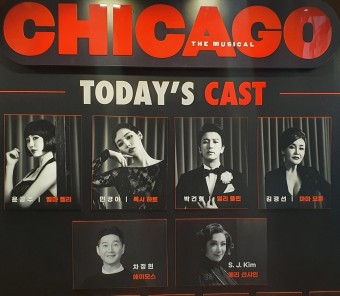 CHICAGO
THE MUSICAL
TODAY'S CAST
윤공주 | 벨마 켈리
민경아 | 록시 하트
박건형 | 빌리 플린
김경선 | 마마 모튼
차정현
에이모스
S. J. Kim
메리 선샤인